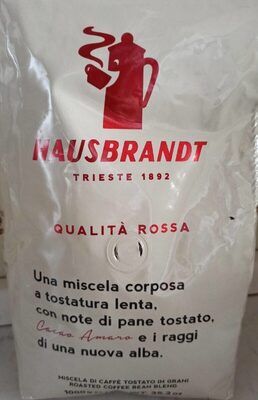 HAUSBRANDT
TRIESTE 1892
QUALITÀ ROSSA
Una miscela corposa
a tostatura lenta,
con note di pane tostato,
Cacao Amaro e i raggi
di una nuova alba.
MISCELA DI CAFFÈ TOSTATO IN GRANI
ROASTED COFFEE BEAN BLEND